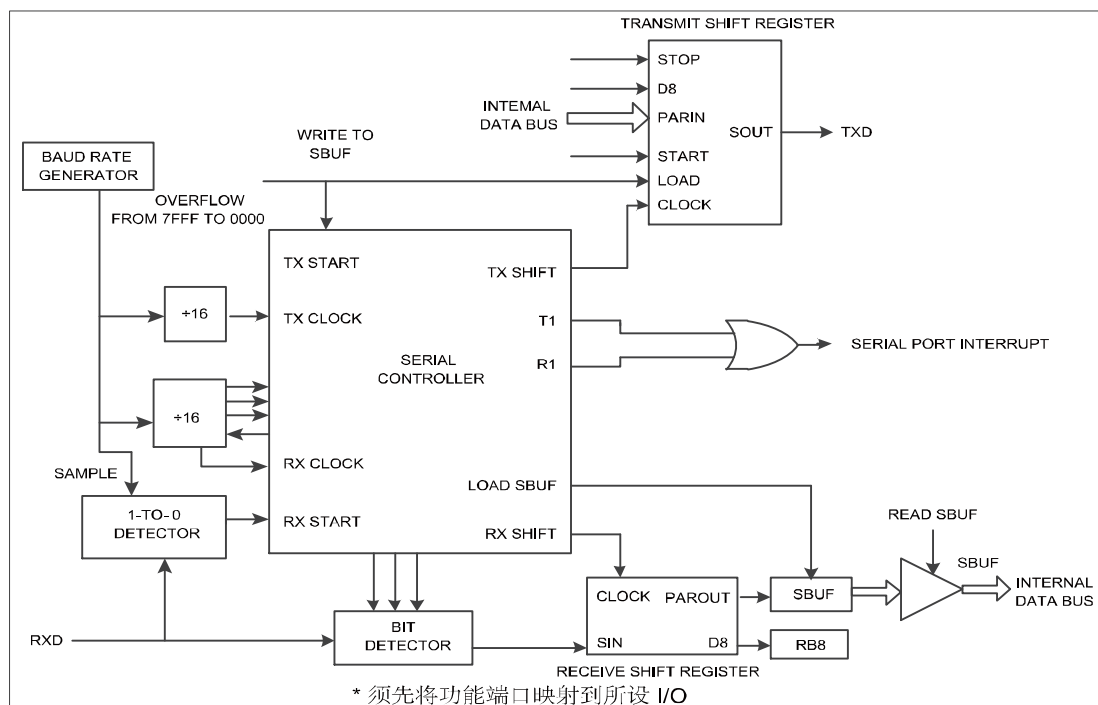 TRANSMIT SHIFT REGISTER
STOP
D8
INTEMAL
DATA BUS
PARIN
SOUT
TXD
WRITE TO
SBUF
START
BAUD RATE
GENERATOR
LOAD
OVERFLOW
FROM 7FFF TO 0000
CLOCK
TX START
TX SHIFT
÷16
TX CLOCK
T1
SERIAL
CONTROLLER
R1
SERIAL PORT INTERRUPT
÷16
SAMPLE
RX CLOCK
LOAD SBUF
1-TO-0
DETECTOR
RX START
RX SHIFT
READ SBUF
CLOCK
PAROUT
SBUF
SBUF
INTERNAL
DATA BUS
RXD
BIT
DETECTOR
SIN
D8
RB8
RECEIVE SHIFT REGISTER
* 须先将功能端口映射到所设 I/O